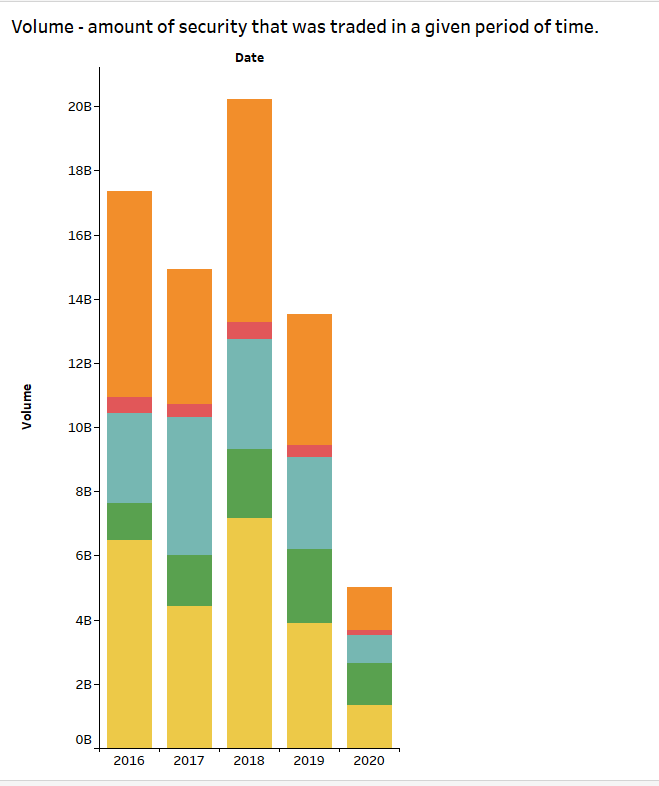 Volume - amount of security that was traded in a given period of time.
Date
20B
18B
16B
14B
12B
10B
8B
6B
4B
2B
0B
Volume
2016 2017 2018 2019 2020